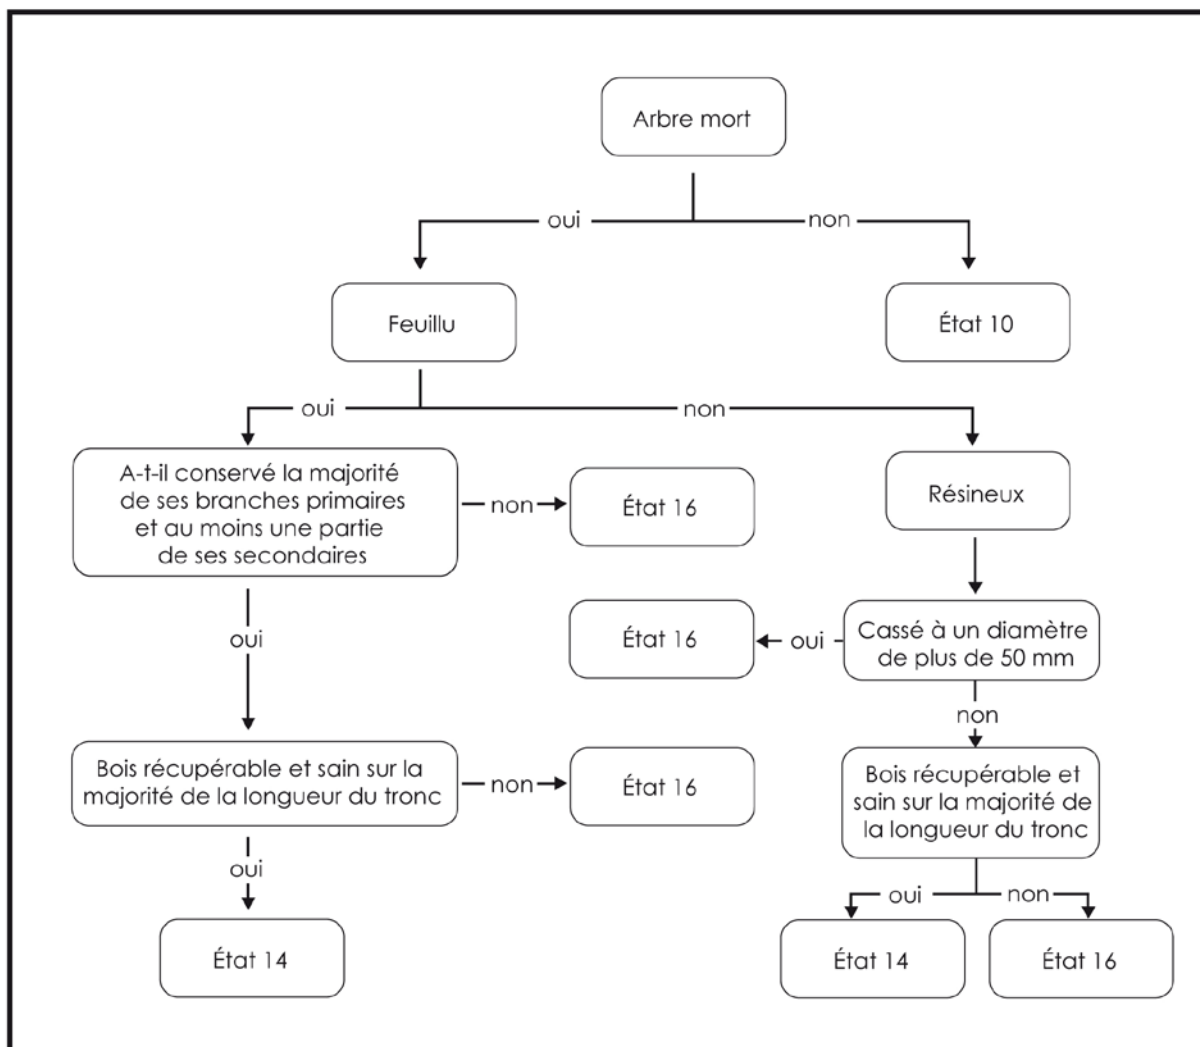 Arbre mort
oui
non
Feuillu
État 10
oui
non
A-t-il conservé la majorité
de ses branches primaires
et au moins une partie
de ses secondaires
non
État 16
Résineux
oui
État 16
oui
Cassé à un diamètre
de plus de 50 mm
non
Bois récupérable et sain sur la
majorité de la longueur du tronc
non
État 16
Bois récupérable et
sain sur la majorité de
la longueur du tronc
oui
oui
non
État 14
État 14
État 16